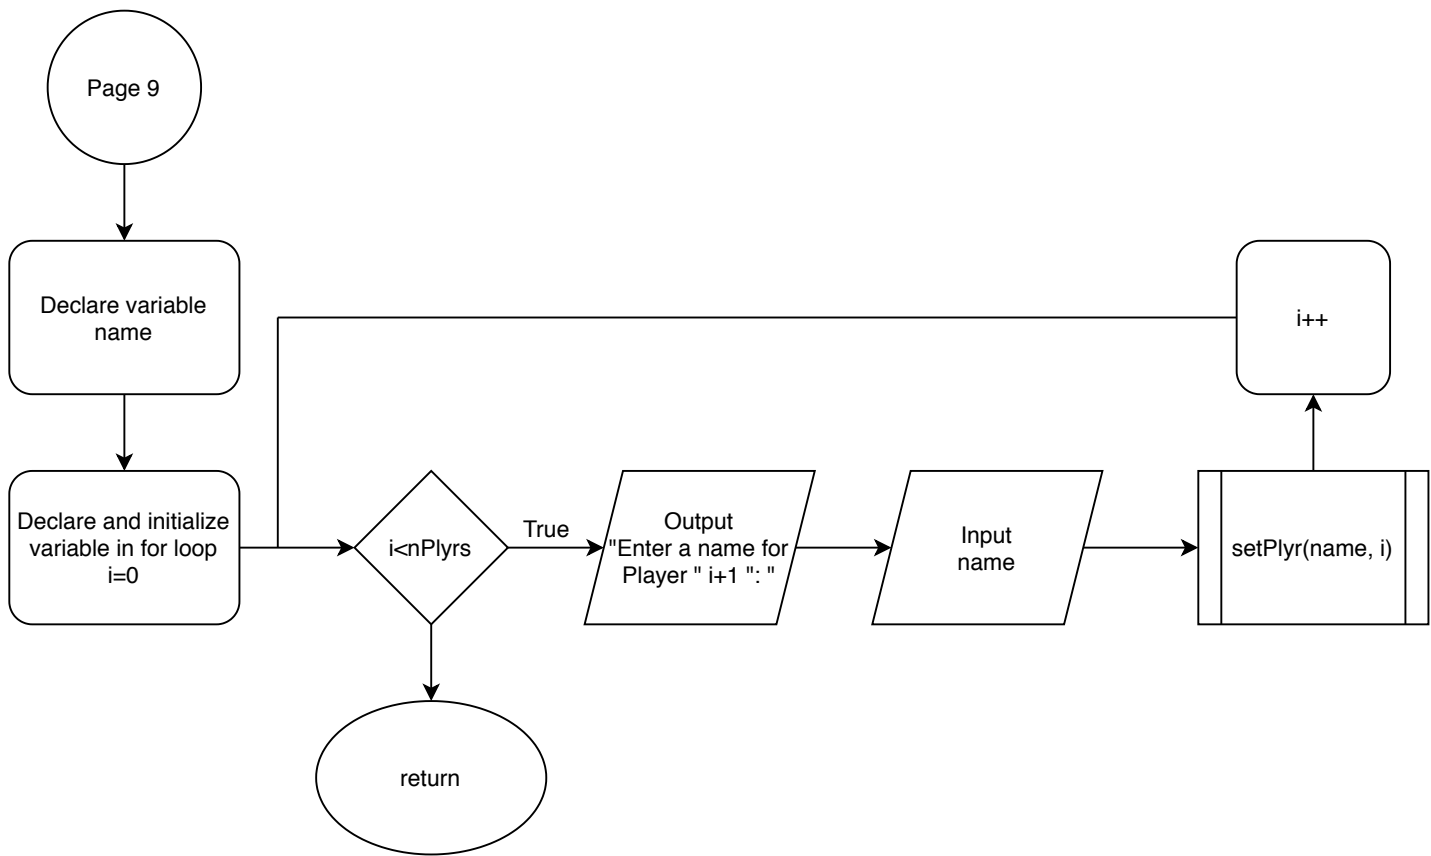 Page 9
Declare variable
name
Declare and initialize
variable in for loop
i=0
i<nPlyrs
True
Output
"Enter a name for
Player " i+1 ": "
Input
name
setPlyr(name, i)
i++
return